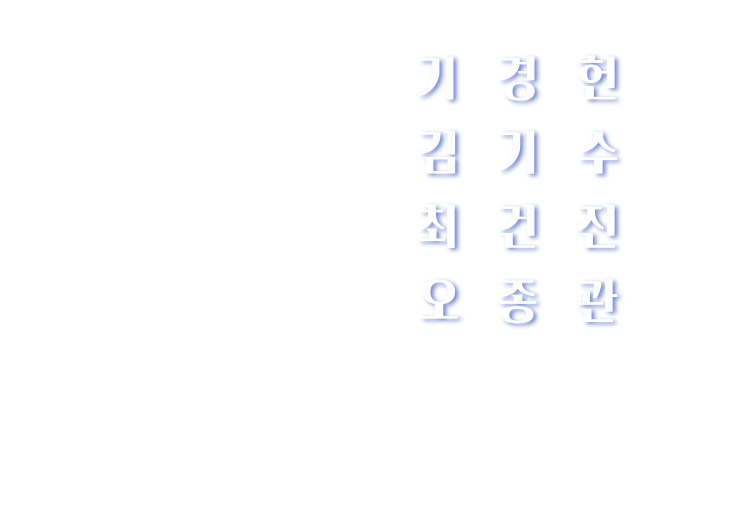 기 경 헌
김 기 수
최 건 진
오 종 관